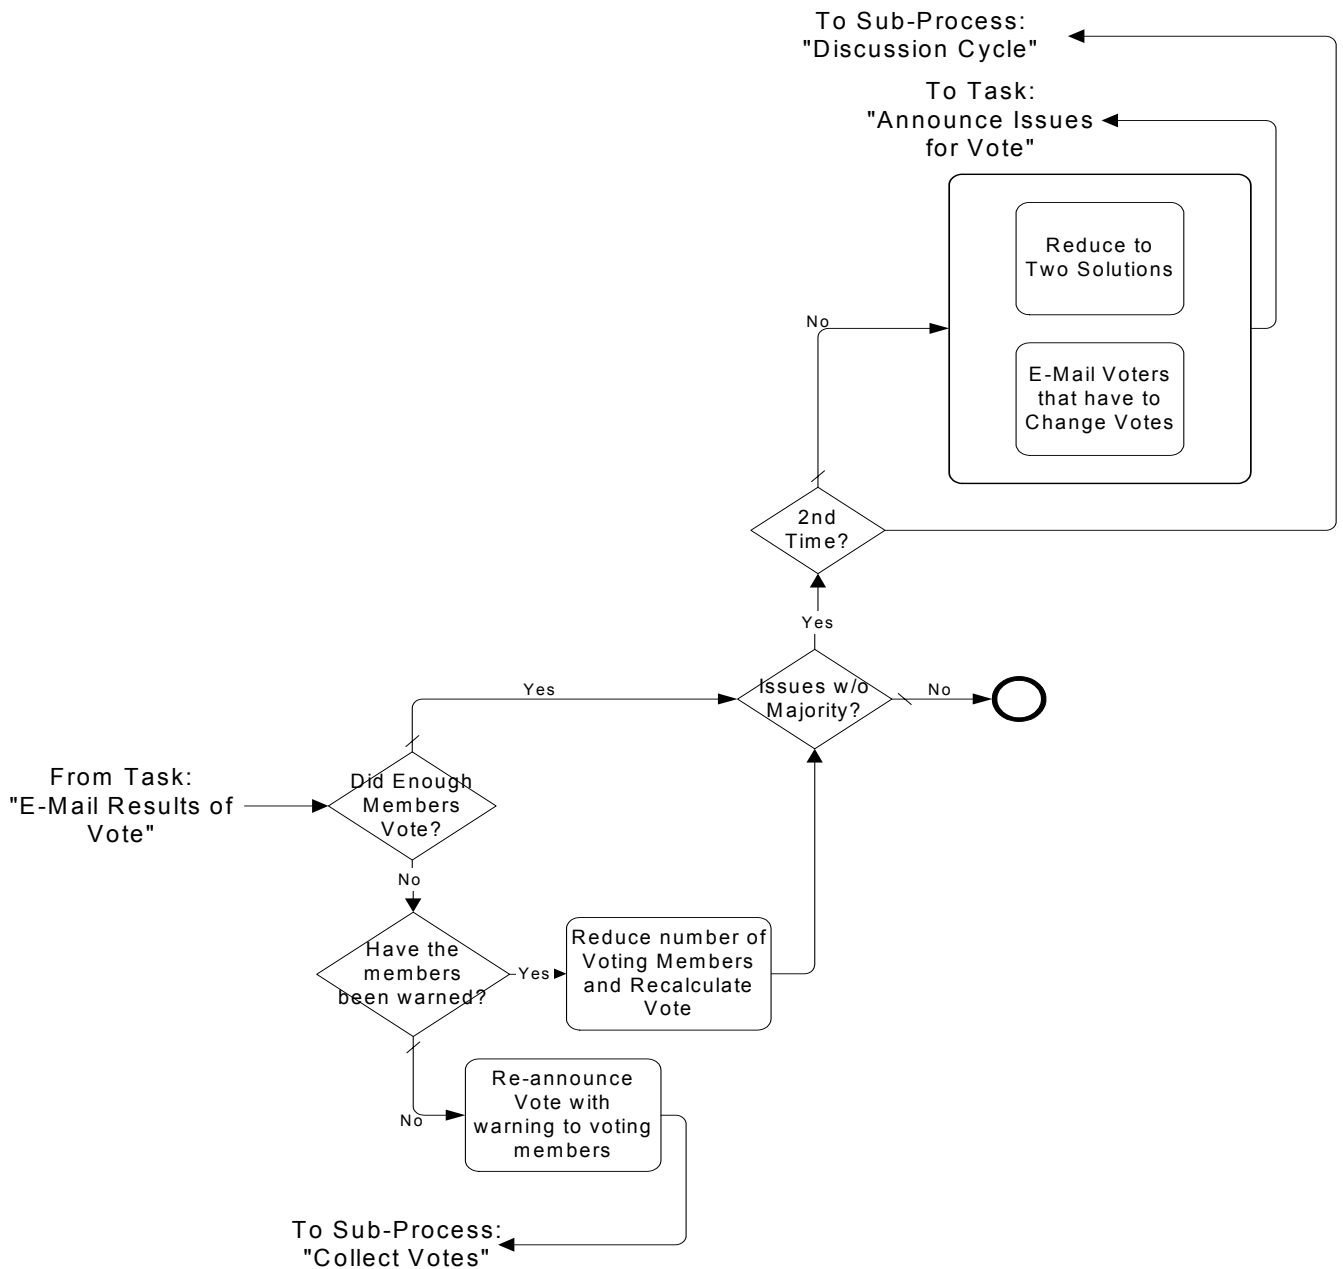 To Sub-Process:
"Discussion Cycle"
To Task:
"Announce Issues
for Vote"
Reduce to
Two Solutions
No
E-Mail Voters
that have to
Change Votes
2nd
Time?
Yes
Issues w/o
Majority?
No
Yes
From Task:
"E-Mail Results of
Vote"
Did Enough
Members
Vote?
No
Have the
members
been warned?
Yes
Reduce number of
Voting Members
and Recalculate
Vote
No
Re-announce
Vote with
warning to voting
members
To Sub-Process:
"Collect Votes"